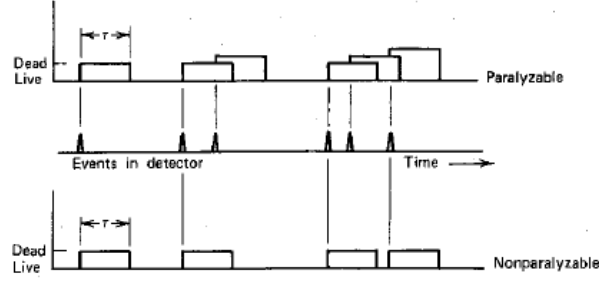 τ
Dead
Live
Paralyzable
Events in detector
Time
τ
Dead
Live
Nonparalyzable